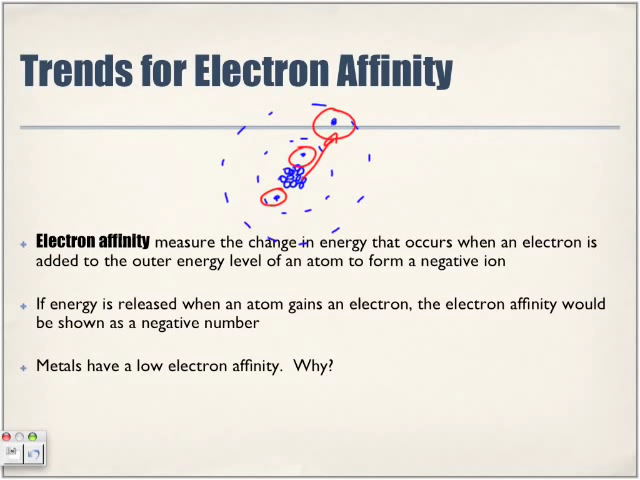 Trends for Electron Affinity
Electron affinity measure the change in energy that occurs when an electron is
added to the outer energy level of an atom to form a negative ion
If energy is released when an atom gains an electron, the electron affinity would
be shown as a negative number
Metals have a low electron affinity. Why?